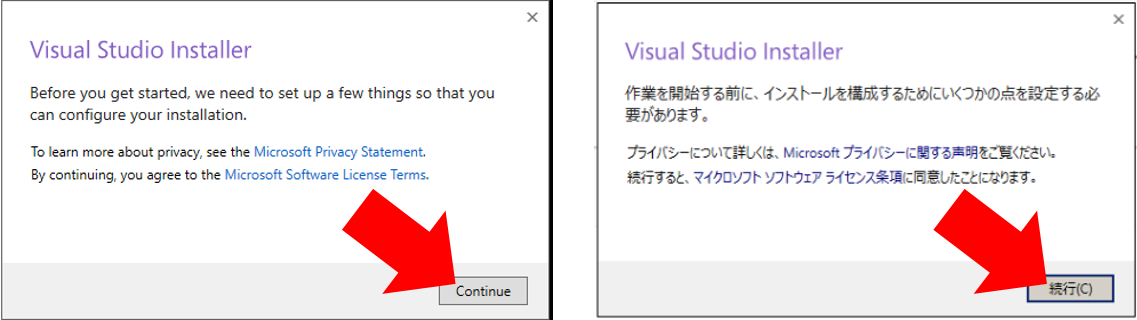 Visual Studio Installer
Before you get started, we need to set up a few things so that you
can configure your installation.
To learn more about privacy, see the Microsoft Privacy Statement.
By continuing, you agree to the Microsoft Software License Terms.
Continue
Visual Studio Installer
作業を開始する前に、インストールを構成するためにいくつかの点を設定する必
要があります。
プライバシーについて詳しくは、Microsoft プライバシーに関する声明をご覧ください。
続行すると、マイクロソフト ソフトウェア ライセンス条項に同意したことになります。
続行(C)